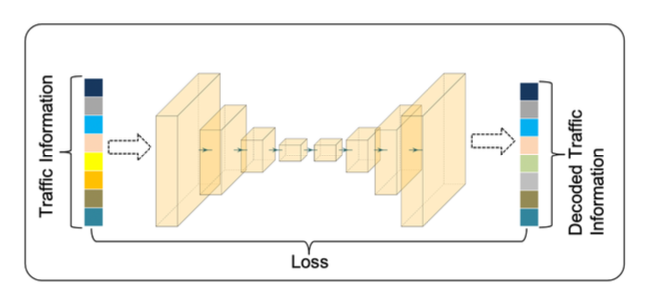 Traffic Information
Decoded Traffic
Information
Loss